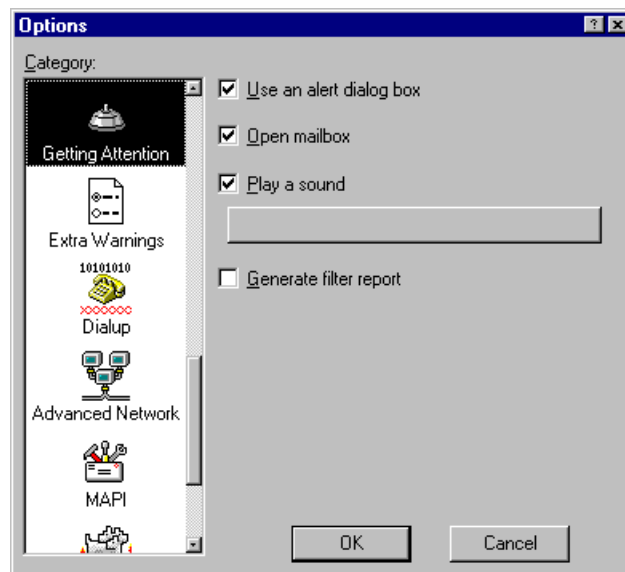 Options
Category:
Getting Attention
Extra Warnings
10101010
Dialup
Advanced Network
MAPI
Use an alert dialog box
Open mailbox
Play a sound
Generate filter report
OK
Cancel